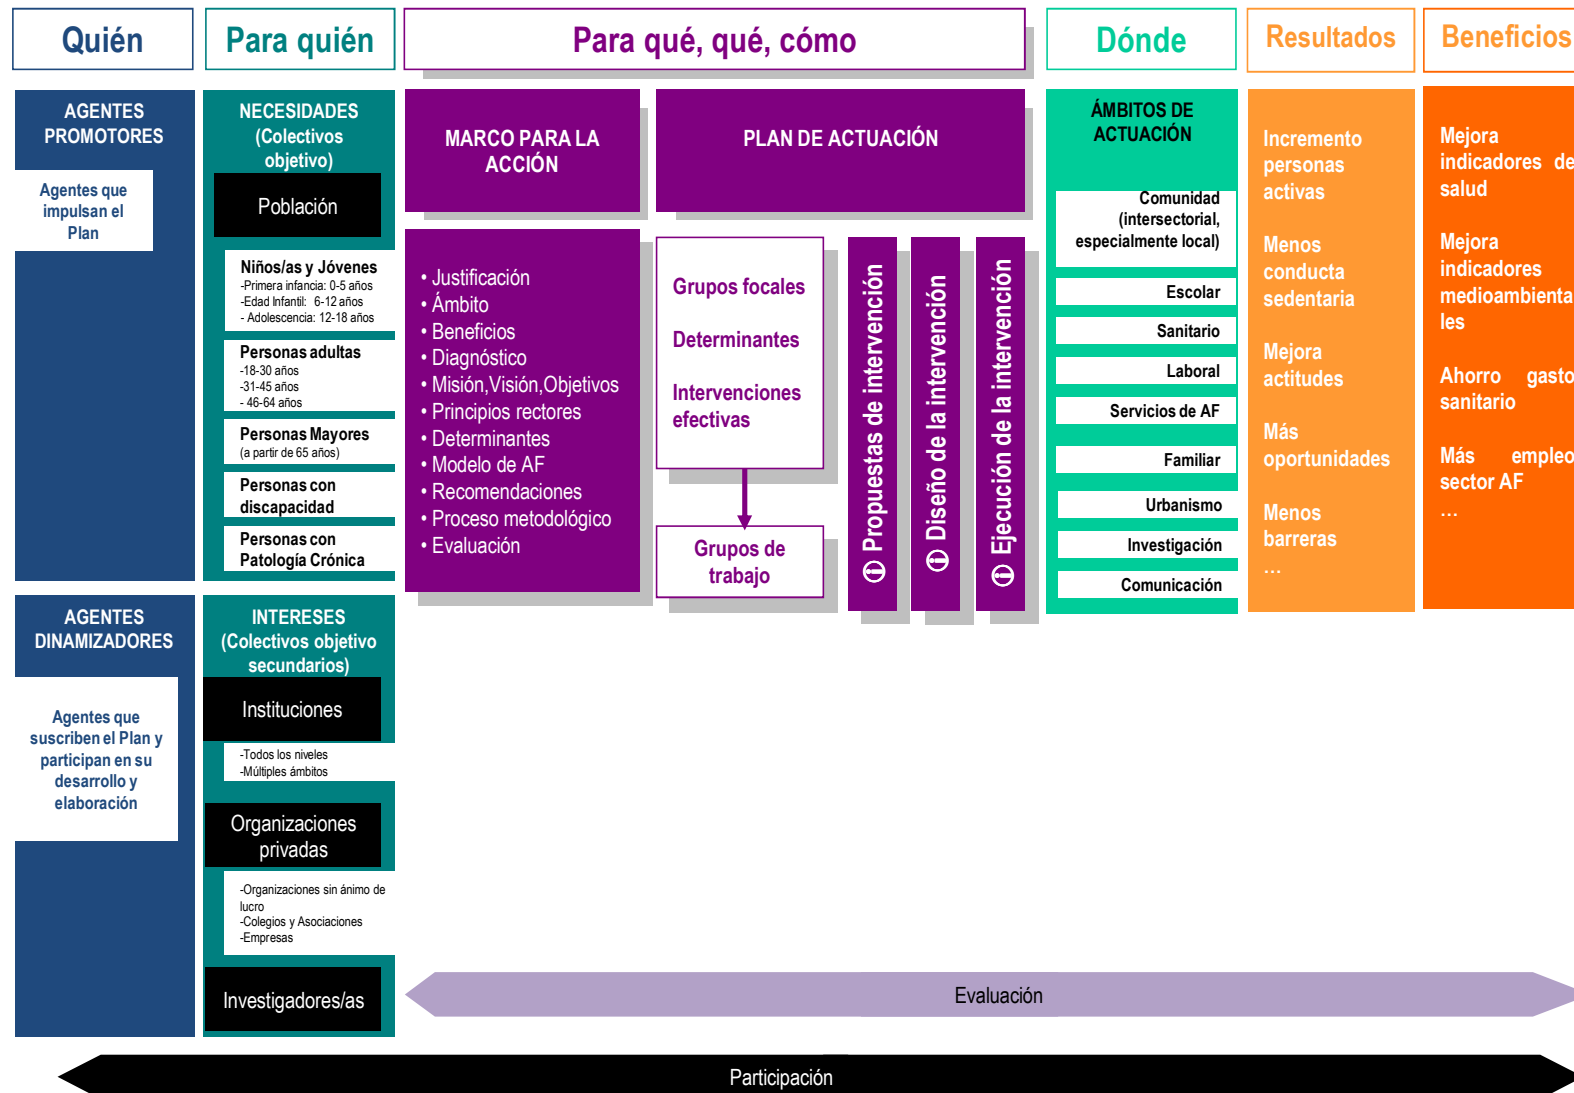 Quién
Para quién
Para qué, qué, cómo
Dónde
Resultados
Beneficios
AGENTES
PROMOTORES
Agentes que
impulsan el
Plan
NECESIDADES
(Colectivos
objetivo)
Población
Niños/as y Jóvenes
-Primera infancia: 0-5 años
-Edad Infantil: 6-12 años
- Adolescencia: 12-18 años
Personas adultas
-18-30 años
-31-45 años
- 46-64 años
Personas Mayores
(a partir de 65 años)
Personas con
discapacidad
Personas con
Patología Crónica
MARCO PARA LA
ACCIÓN
• Justificación
• Ámbito
• Beneficios
• Diagnóstico
• Misión,Visión,Objetivos
• Principios rectores
• Determinantes
• Modelo de AF
• Recomendaciones
• Proceso metodológico
• Evaluación
PLAN DE ACTUACIÓN
Grupos focales
Determinantes
Intervenciones
efectivas
Grupos de
trabajo
Propuestas de intervención
Diseño de la intervención
Ejecución de la intervención
ÁMBITOS DE
ACTUACIÓN
Comunidad
(intersectorial,
especialmente local)
Escolar
Sanitario
Laboral
Servicios de AF
Familiar
Urbanismo
Investigación
Comunicación
Incremento
personas
activas
Menos
conducta
sedentaria
Mejora
actitudes
Más
oportunidades
Menos
barreras
...
Mejora
indicadores de
salud
Mejora
indicadores
medioambienta
les
Ahorro gasto
sanitario
Más empleo
sector AF
...
AGENTES
DINAMIZADORES
Agentes que
suscriben el Plan y
participan en su
desarrollo y
elaboración
INTERESES
(Colectivos objetivo
secundarios)
Instituciones
-Todos los niveles
-Múltiples ámbitos
Organizaciones
privadas
-Organizaciones sin ánimo de
lucro
-Colegios y Asociaciones
-Empresas
Investigadores/as
Evaluación
Participación